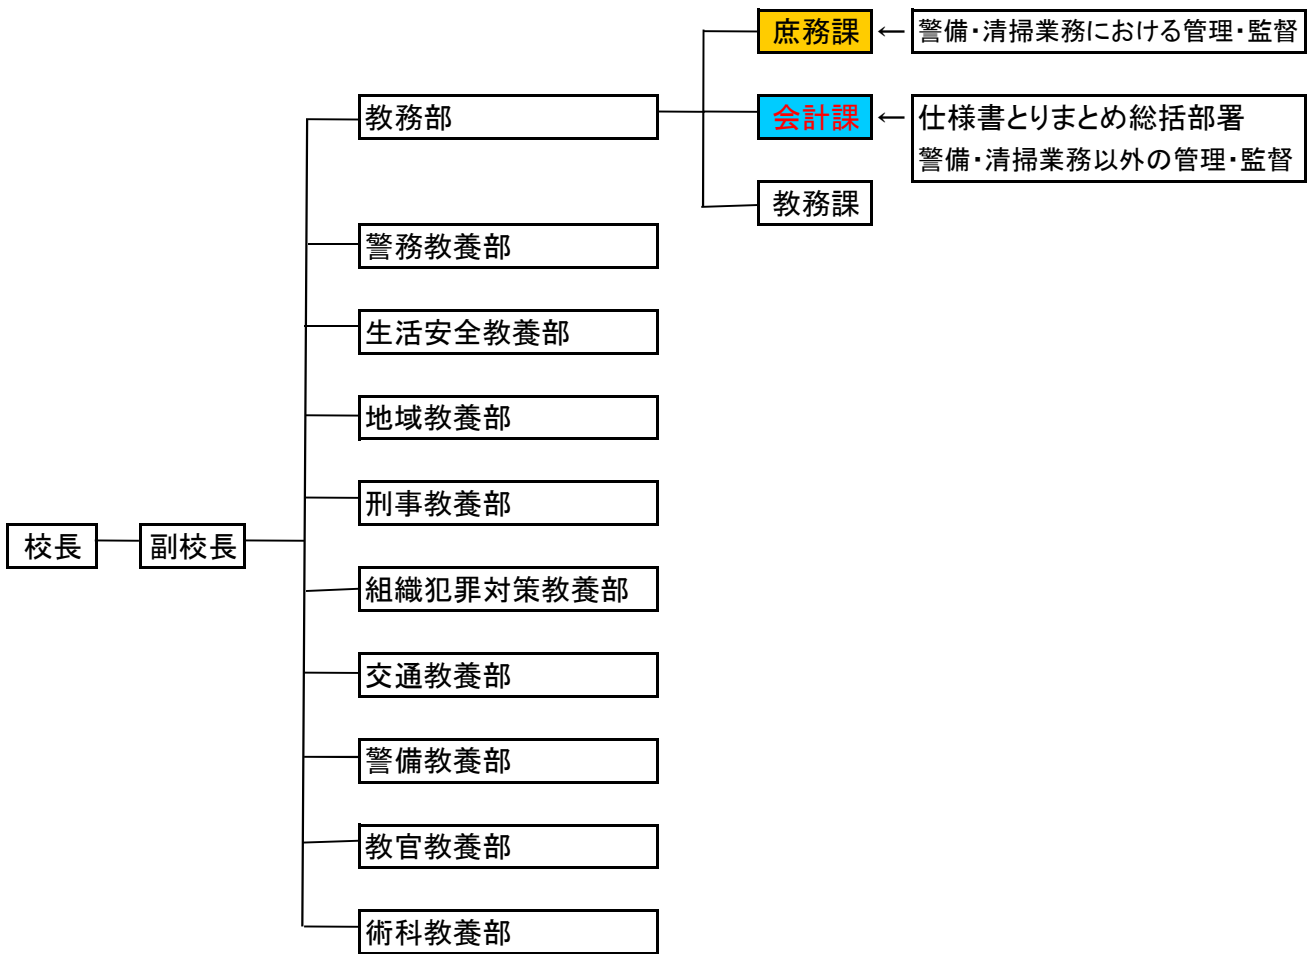 庶務課 ← 警備・清掃業務における管理・監督
教務部
会計課 ← 仕様書とりまとめ総括部署
警備・清掃業務以外の管理・監督
教務課
警務教養部
生活安全教養部
地域教養部
刑事教養部
校長
副校長
組織犯罪対策教養部
交通教養部
警備教養部
教官教養部
術科教養部